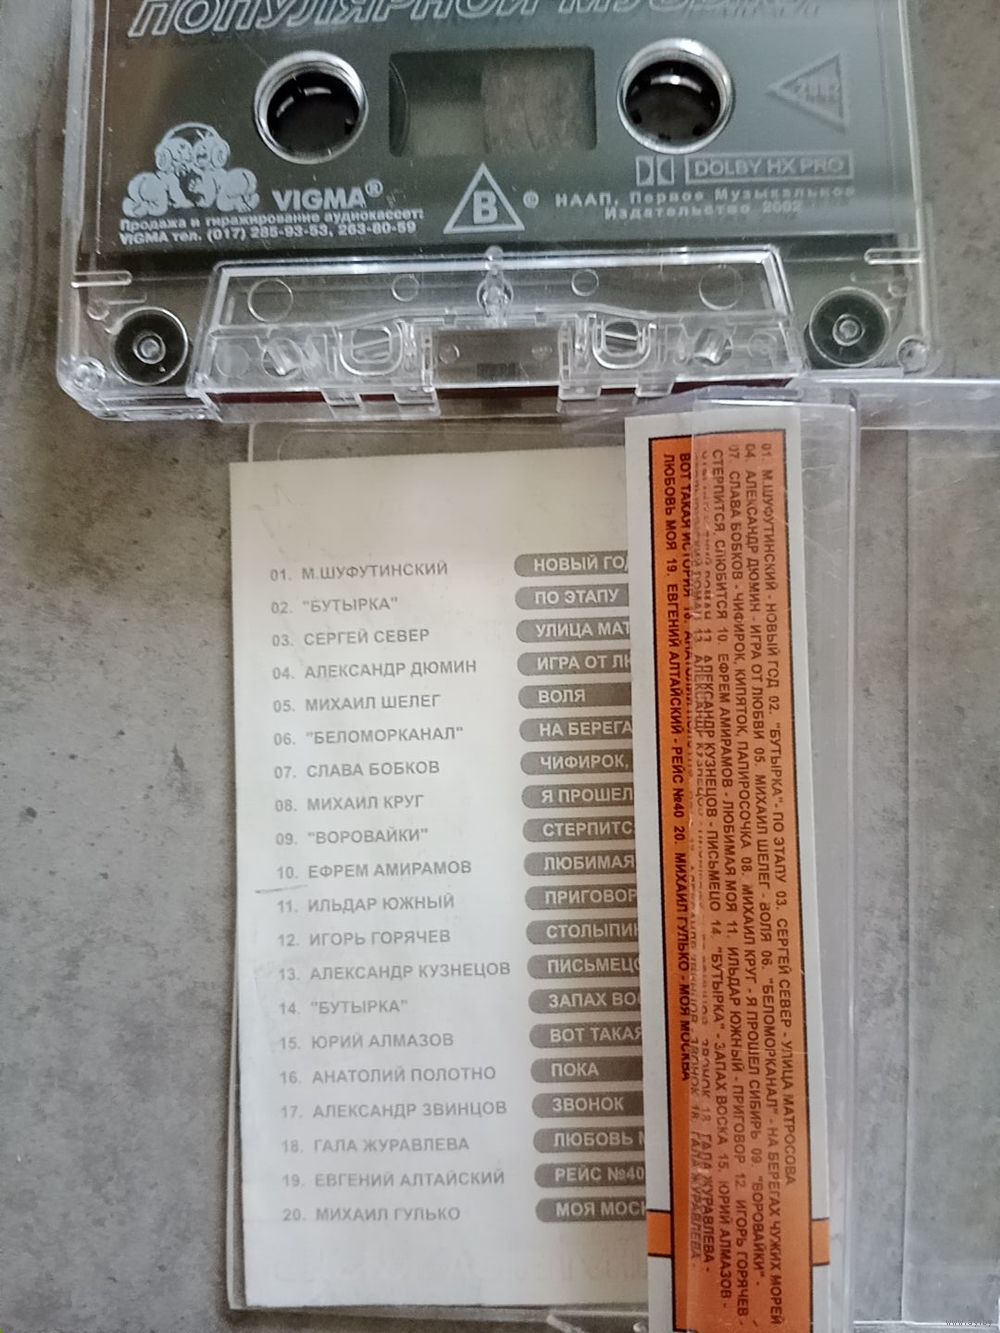 ПОПУЛЯРНОЙ МУЗЫКИ
VIGMA®
Продажа и тиражирование аудиокассет:
VIGMA тел. (017) 285-93-53, 263-80-59
B
DOLBY HX PRO
© НААП, Первое Музыкальное
Издательство 2002
01. М.ШУФУТИНСКИЙ НОВЫЙ ГОД
02. "БУТЫРКА" ПО ЭТАПУ
03. СЕРГЕЙ СЕВЕР УЛИЦА МАТ
04. АЛЕКСАНДР ДЮМИН ИГРА ОТ ЛЮ
05. МИХАИЛ ШЕЛЕГ ВОЛЯ
06. "БЕЛОМОРКАНАЛ" НА БЕРЕГА
07. СЛАВА БОБКОВ ЧИФИРОК,
08. МИХАИЛ КРУГ Я ПРОШЕЛ
09. "ВОРОВАЙКИ" СТЕРПИТС
10. ЕФРЕМ АМИРАМОВ ЛЮБИМАЯ
11. ИЛЬДАР ЮЖНЫЙ ПРИГОВОР
12. ИГОРЬ ГОРЯЧЕВ СТОЛЫПИН
13. АЛЕКСАНДР КУЗНЕЦОВ ПИСЬМЕЦО
14. "БУТЫРКА" ЗАПАХ ВО
15. ЮРИЙ АЛМАЗОВ ВОТ ТАКАЯ
16. АНАТОЛИЙ ПОЛОТНО ПОКА
17. АЛЕКСАНДР ЗВИНЦОВ ЗВОНОК
18. ГАЛА ЖУРАВЛЕВА ЛЮБОВЬ М
19. ЕВГЕНИЙ АЛТАЙСКИЙ РЕЙС №40
20. МИХАИЛ ГУЛЬКО МОЯ МОСК
01. М.ШУФУТИНСКИЙ - НОВЫЙ ГОД 02. "БУТЫРКА"- ПО ЭТАПУ 03. СЕРГЕЙ СЕВЕР - УЛИЦА МАТРОСОВА
04. АЛЕКСАНДР ДЮМИН - ИГРА ОТ ЛЮБВИ 05. МИХАИЛ ШЕЛЕГ - ВОЛЯ 06. "БЕЛОМОРКАНАЛ" - НА БЕРЕГАХ ЧУЖИХ МОРЕЙ
07. СЛАВА БОБКОВ - ЧИФИРОК, КИПЯТОК, ПАПИРОСОЧКА 08. МИХАИЛ КРУГ - Я ПРОШЕЛ СИБИРЬ 09. "ВОРОВАЙКИ" -
СТЕРПИТСЯ СЛЮБИТСЯ 10. ЕФРЕМ АМИРАМОВ - ЛЮБИМАЯ МОЯ 11. ИЛЬДАР ЮЖНЫЙ - ПРИГОВОР 12. ИГОРЬ ГОРЯЧЕВ -
13. АЛЕКСАНДР КУЗНЕЦОВ - ПИСЬМЕЦО 14. "БУТЫРКА" - ЗАПАХ ВОСКА 15. ЮРИЙ АЛМАЗОВ -
ВОТ ТАКАЯ ИСТОРИЯ ЗВОНОК 18. ГАЛА ЖУРАВЛЕВА -
ЛЮБОВЬ МОЯ 19. ЕВГЕНИЙ АЛТАЙСКИЙ - РЕЙС №40 20. МИХАИЛ ГУЛЬКО - МОЯ МОСКВА